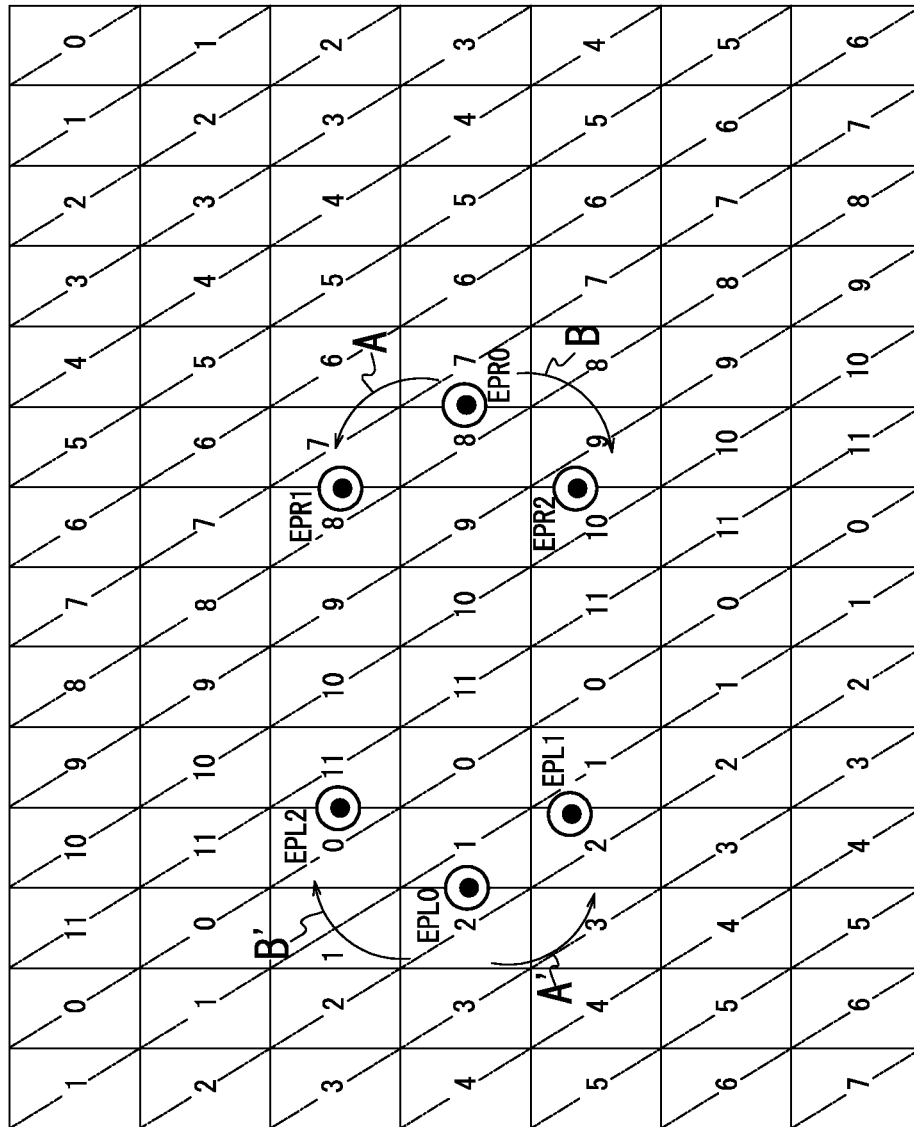 1 0 11 10 9 8 7 6 5 4 3 2 1 0
2 1 0 11 10 9 8 7 6 5 4 3 2 1
B'
EPL2 EPR1
3 2 1 0 11 10 9 8 7 6 5 4 3 2
A
EPL0
4 3 2 1 0 11 10 9 8 7 6 5 4 3
EPR0
A' EPL1 EPR2
B
5 4 3 2 1 0 11 10 9 8 7 6 5 4
6 5 4 3 2 1 0 11 10 9 8 7 6 5
7 6 5 4 3 2 1 0 11 10 9 8 7 6